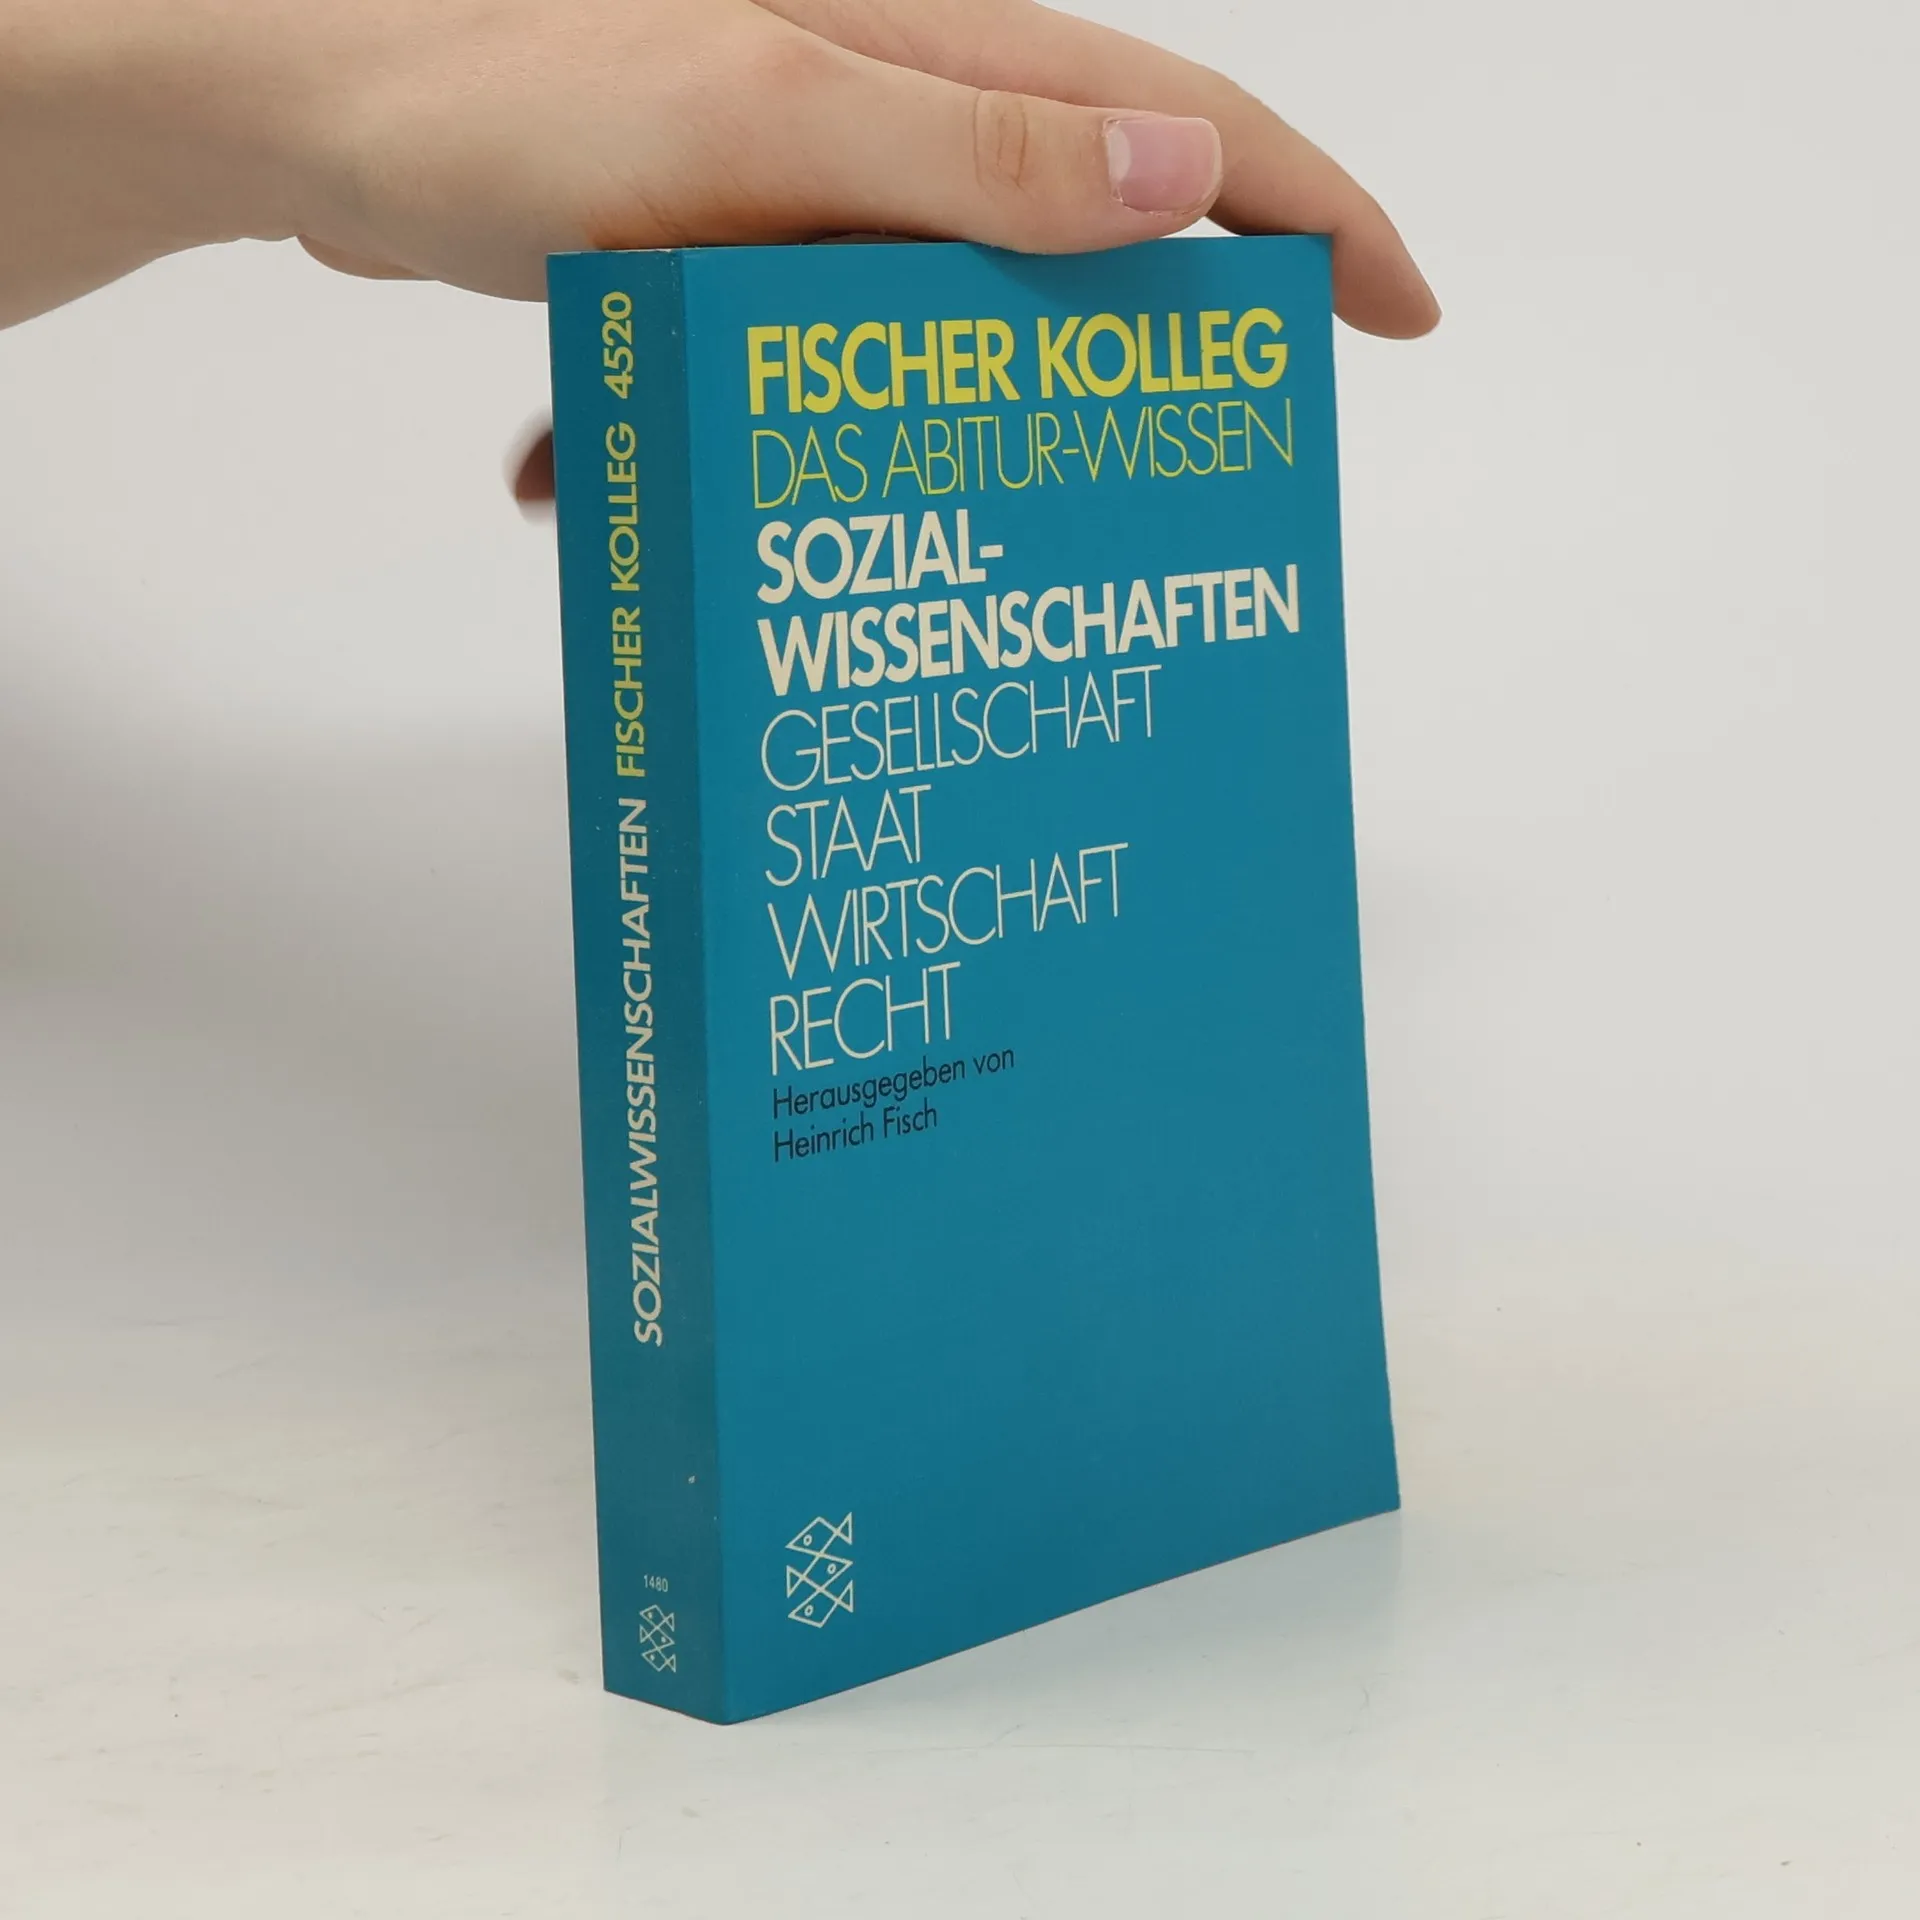 SOZIALWISSENSCHAFTEN FISCHER KOLLEG 4520
1480
FISCHER KOLLEG
DAS ABITUR-WISSEN
SOZIAL-
WISSENSCHAFTEN
GESELLSCHAFT
STAAT
WIRTSCHAFT
RECHT
Herausgegeben von
Heinrich Fisch